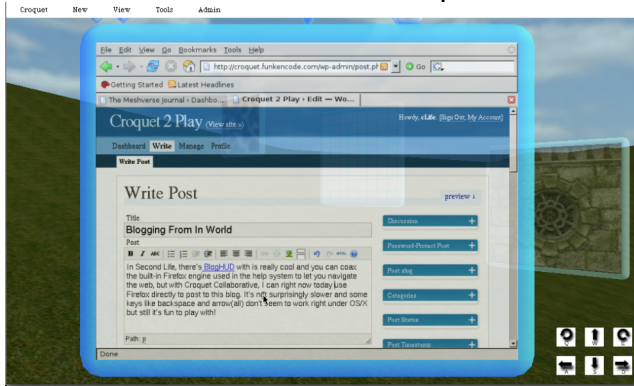 Croquet New View Tools Admin
File Edit View Go Bookmarks Tools Help
http://croquet.funkencode.com/wp-admin/post.ph Go
Getting Started Latest Headlines
The Meshverse Journal › Dashbo... Croquet 2 Play › Edit — Wo...
Croquet 2 Play (View site »)
Howdy, cLife. [Sign Out, My Account]
Dashboard Write Manage Profile
Write Post
Write Post
preview ↓
Title
Blogging From In World
Post
B I ABC HTML
In Second Life, there's BlogHUD with is really cool and you can coax
the built-in Firefox engine used in the help system to let you navigate
the web, but with Croquet Collaborative, I can right now today use
Firefox directly to post to this blog. It's not surprisingly slower and some
keys like backspace and arrow(all) don't seem to work right under OS/X
but still it's fun to play with!
Path: p
Discussion +
Password-Protect Post +
Post slug +
Categories +
Post Status +
Post Timestamp +
Done